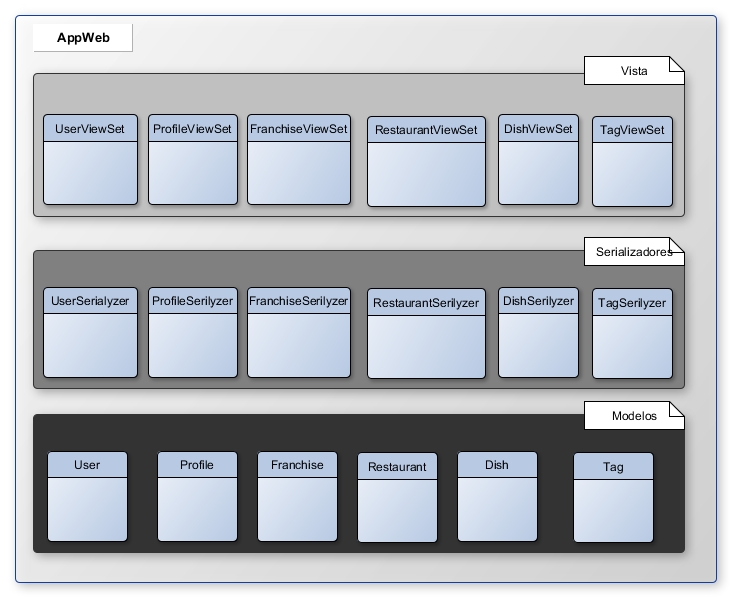 AppWeb
Vista
UserViewSet ProfileViewSet FranchiseViewSet RestaurantViewSet DishViewSet TagViewSet
Serializadores
UserSerialyzer ProfileSerilyzer FranchiseSerilyzer RestaurantSerilyzer DishSerilyzer TagSerilyzer
Modelos
User Profile Franchise Restaurant Dish Tag